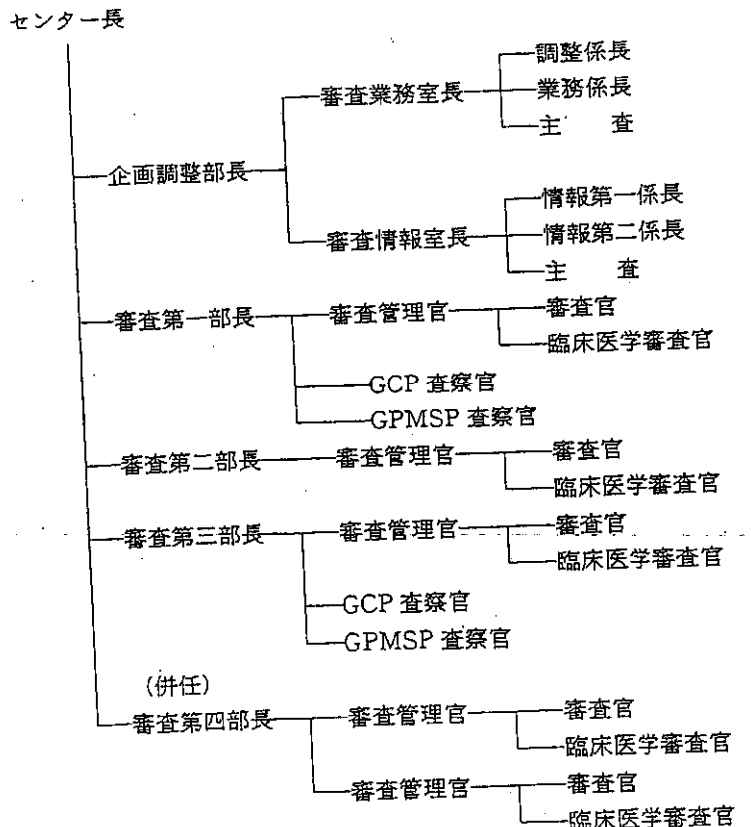 センター長
調整係長
審査業務室長 業務係長
主 査
企画調整部長
情報第一係長
審査情報室長 情報第二係長
主 査
審査第一部長 審査管理官 審査官
臨床医学審査官
GCP 査察官
GPMSP 査察官
審査第二部長 審査管理官 審査官
臨床医学審査官
審査第三部長 審査管理官 審査官
臨床医学審査官
GCP 査察官
GPMSP 査察官
(併任)
審査第四部長 審査管理官 審査官
臨床医学審査官
審査管理官 審査官
臨床医学審査官